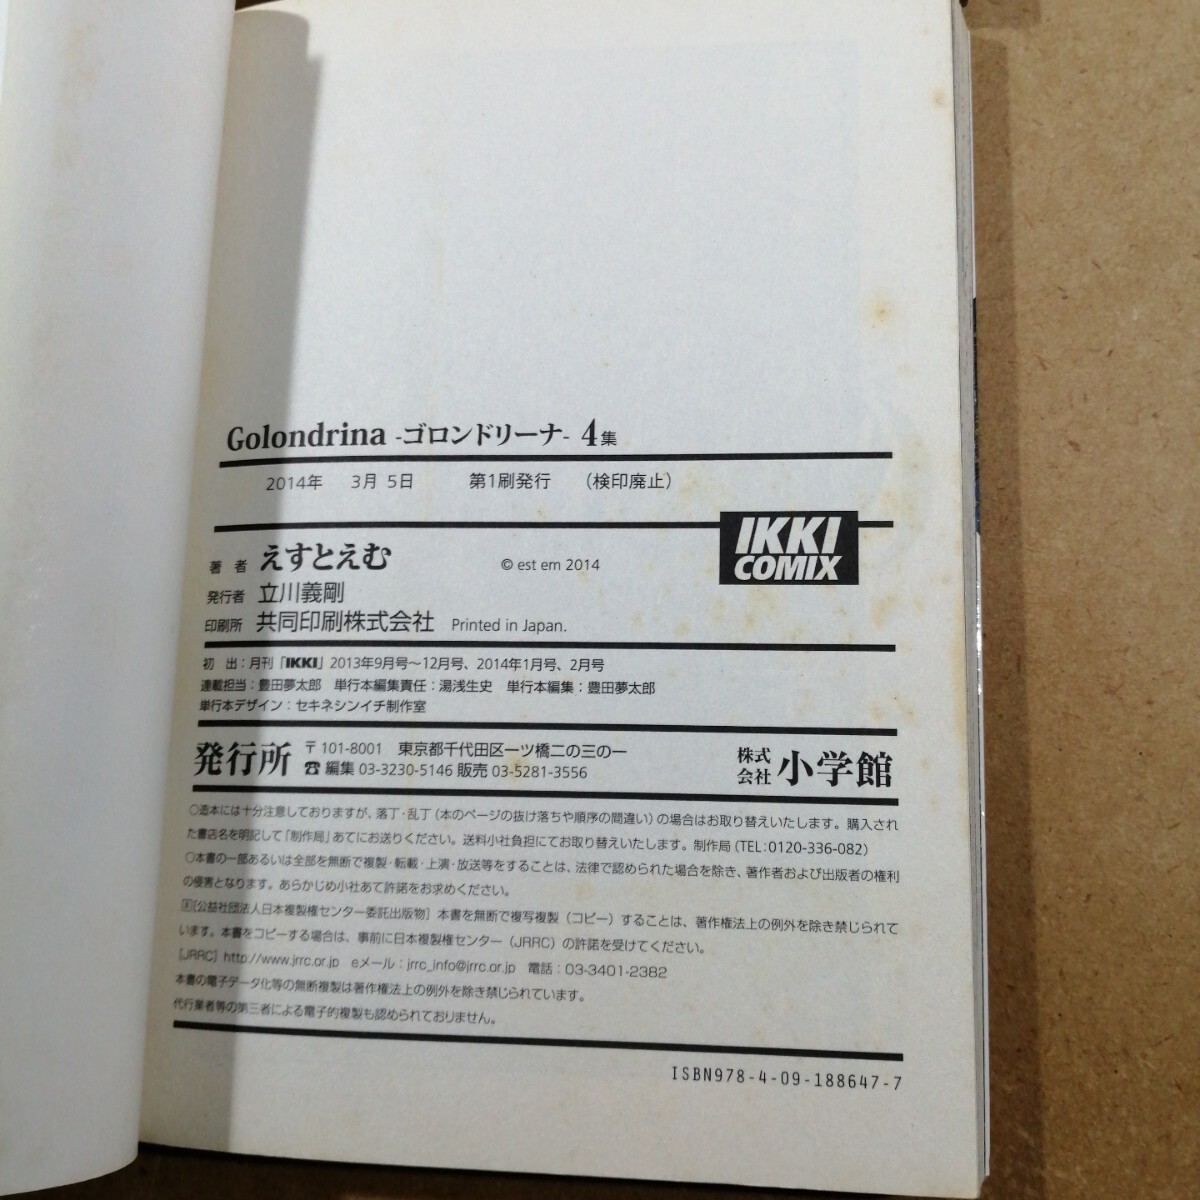 Golondrina -ゴロンドリーナ- 4集
2014年 3月 5日 第1刷発行 （検印廃止）
IKKI
COMIX
著 者 えすとえむ © est em 2014
発行者 立川義剛
印刷所 共同印刷株式会社 Printed in Japan.
初 出：月刊「IKKI」2013年9月号〜12月号、2014年1月号、2月号
連載担当：豊田夢太郎 単行本編集責任：湯浅生史 単行本編集：豊田夢太郎
単行本デザイン：セキネシンイチ制作室
発行所 〒101-8001 東京都千代田区一ツ橋二の三の一
☎ 編集 03-3230-5146 販売 03-5281-3556
株式会社 小学館
○造本には十分注意しておりますが、落丁・乱丁（本のページの抜け落ちや順序の間違い）の場合はお取り替えいたします。購入され
た書店名を明記して「制作局」あてにお送りください。送料小社負担にてお取り替えいたします。制作局（TEL:0120-336-082）
○本書の一部あるいは全部を無断で複製・転載・上演・放送等をすることは、法律で認められた場合を除き、著作者および出版者の権利
の侵害となります。あらかじめ小社あて許諾をお求めください。
R［公益社団法人日本複製権センター委託出版物］本書を無断で複写複製（コピー）することは、著作権法上の例外を除き禁じられて
います。本書をコピーする場合は、事前に日本複製権センター（JRRC）の許諾を受けてください。
［JRRC］http://www.jrrc.or.jp eメール：jrrc_info@jrrc.or.jp 電話：03-3401-2382
本書の電子データ化等の無断複製は著作権法上の例外を除き禁じられています。
代行業者等の第三者による電子的複製も認められておりません。
ISBN978-4-09-188647-7